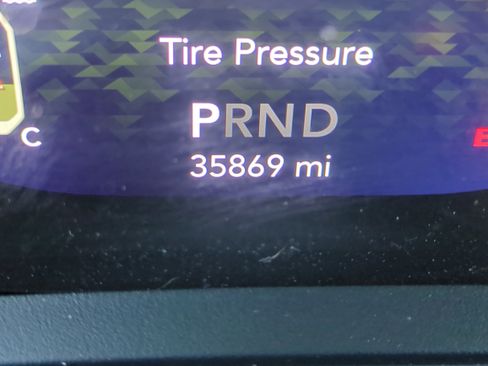 Tire Pressure
PRND
35869 mi
C
E